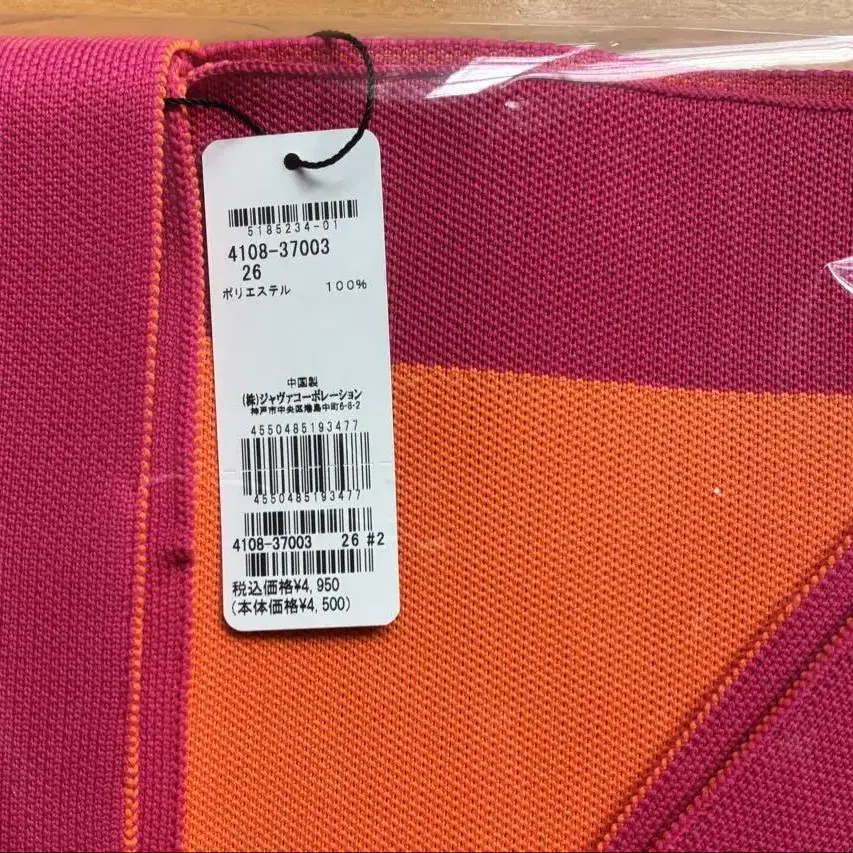 5185234-01
4108-37003
26
ポリエステル 100%
中国製
(株)ジャヴァコーポレーション
神戸市中央区港島中町6-8-2
4550485193477
4550485193477
4108-37003 26 #2
税込価格¥4,950
(本体価格¥4,500)